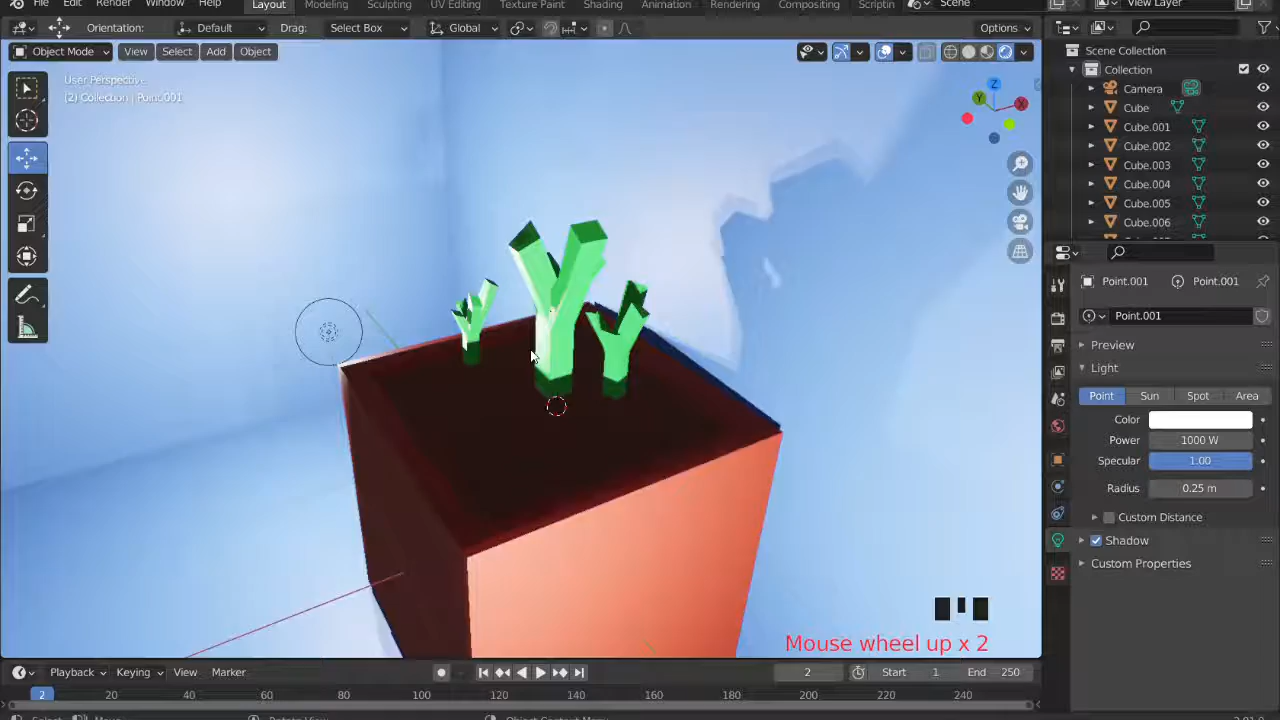 File Edit Render Window Help Layout Modeling Sculpting UV Editing Texture Paint Shading Animation Rendering Compositing Scriptin Scene View Layer
Orientation: Default Drag: Select Box Global Options
Object Mode View Select Add Object
User Perspective
(2) Collection | Point.001
Z
Y
X
Mouse wheel up x 2
Scene Collection
Collection
Camera
Cube
Cube.001
Cube.002
Cube.003
Cube.004
Cube.005
Cube.006
Point.001 Point.001
Point.001
Preview
Light
Point Sun Spot Area
Color
Power 1000 W
Specular 1.00
Radius 0.25 m
Custom Distance
Shadow
Custom Properties
Playback Keying View Marker 2 Start 1 End 250
2 20 40 60 80 100 120 140 160 180 200 220 240